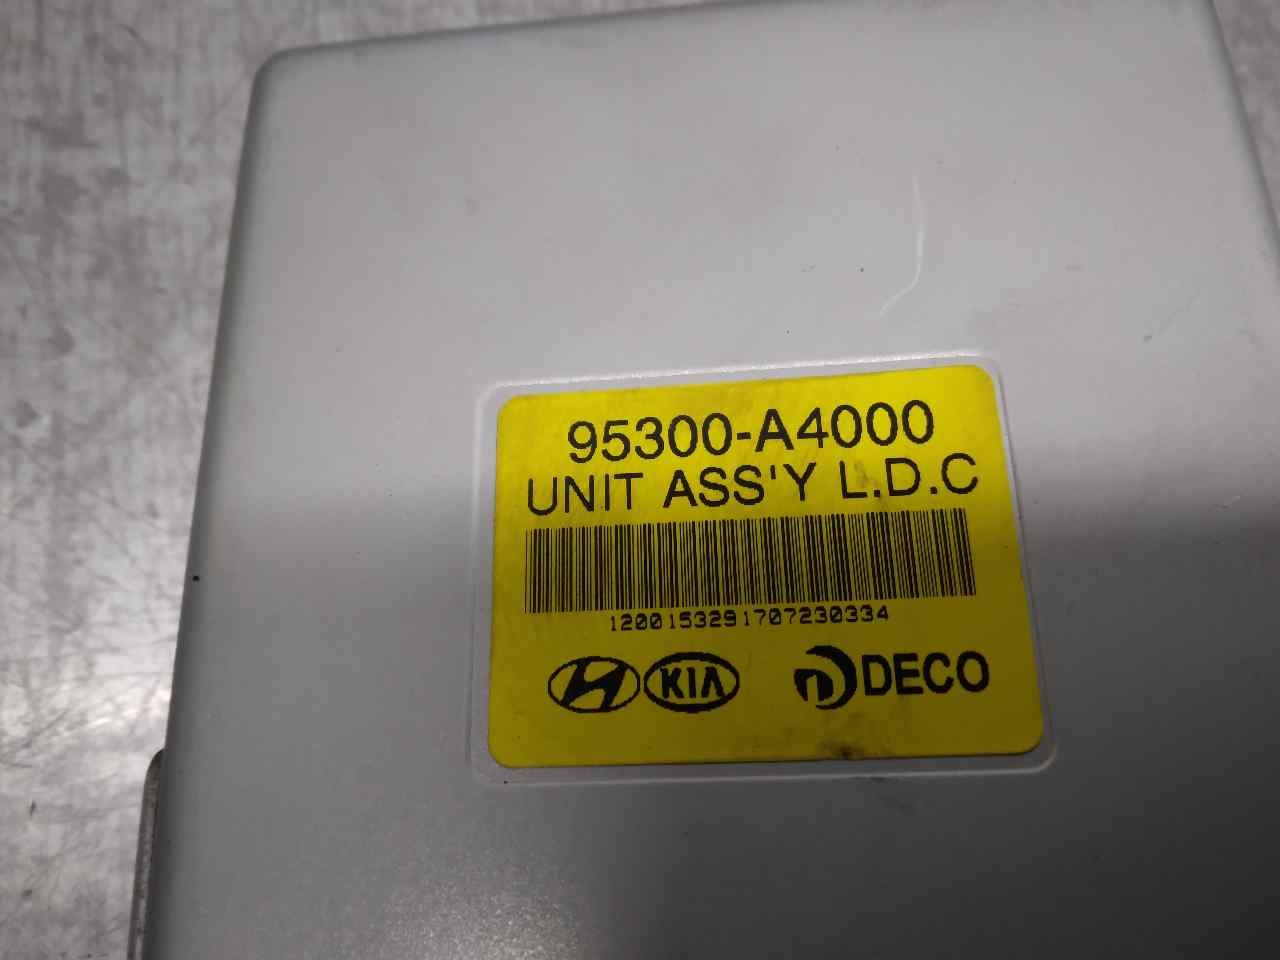 95300-A4000
UNIT ASS'Y L.D.C
1200153291707230334
KIA DECO